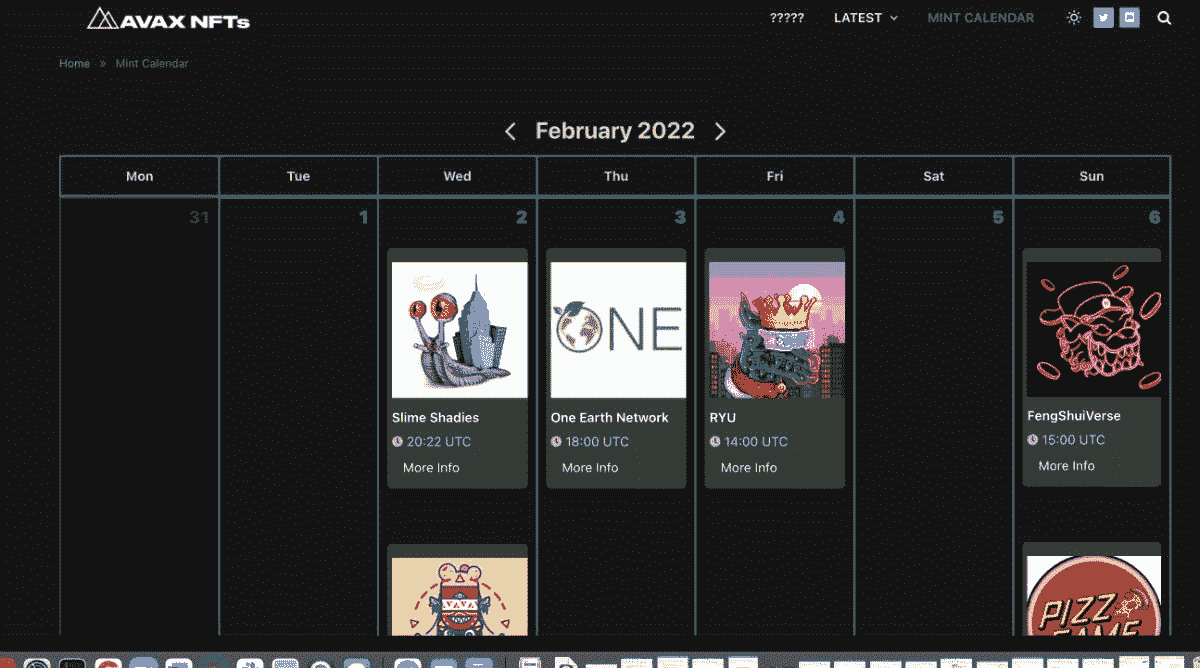 AVAX NFTs
????? LATEST MINT CALENDAR
Home » Mint Calendar
February 2022
Mon Tue Wed Thu Fri Sat Sun
31 1 2 3 4 5 6
ONE
Slime Shadies
20:22 UTC
More Info
One Earth Network
18:00 UTC
More Info
RYU
14:00 UTC
More Info
FengShuiVerse
15:00 UTC
More Info
PIZZ
GAME